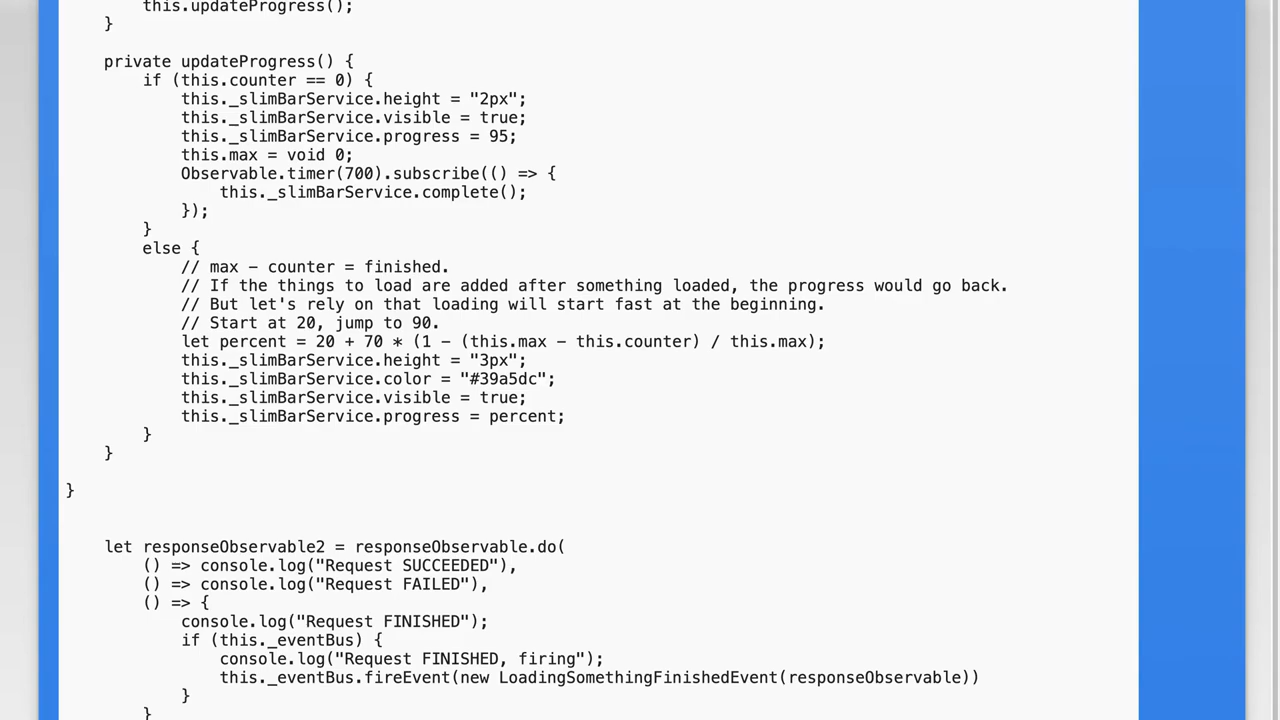 this.updateProgress();
}
private updateProgress() {
if (this.counter == 0) {
this._slimBarService.height = "2px";
this._slimBarService.visible = true;
this._slimBarService.progress = 95;
this.max = void 0;
Observable.timer(700).subscribe(() => {
this._slimBarService.complete();
});
}
else {
// max - counter = finished.
// If the things to load are added after something loaded, the progress would go back.
// But let's rely on that loading will start fast at the beginning.
// Start at 20, jump to 90.
let percent = 20 + 70 * (1 - (this.max - this.counter) / this.max);
this._slimBarService.height = "3px";
this._slimBarService.color = "#39a5dc";
this._slimBarService.visible = true;
this._slimBarService.progress = percent;
}
}
}
let responseObservable2 = responseObservable.do(
() => console.log("Request SUCCEEDED"),
() => console.log("Request FAILED"),
() => {
console.log("Request FINISHED");
if (this._eventBus) {
console.log("Request FINISHED, firing");
this._eventBus.fireEvent(new LoadingSomethingFinishedEvent(responseObservable))
}
}